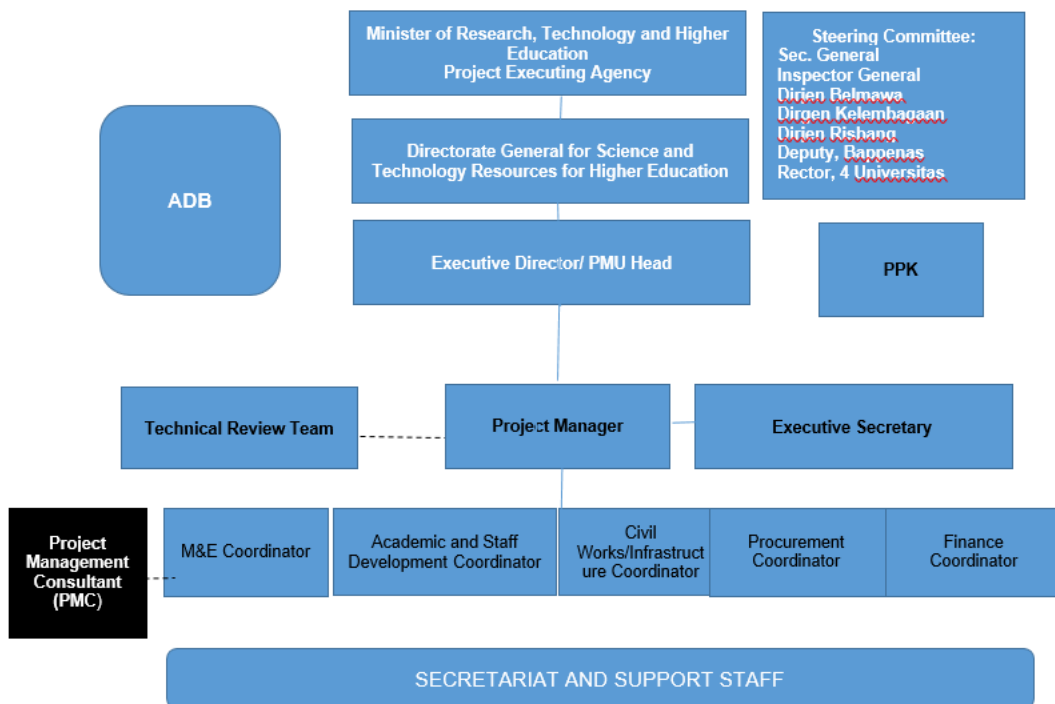 Minister of Research, Technology and Higher
Education
Project Executing Agency
Steering Committee:
Sec. General
Inspector General
Dirien Belmawa
Dirgen Kelembagaan
Dirien Risbang
Deputy, Bappenas
Rector, 4 Universitas
ADB
Directorate General for Science and
Technology Resources for Higher Education
Executive Director/ PMU Head
PPK
Technical Review Team
Project Manager
Executive Secretary
Project
Management
Consultant
(PMC)
M&E Coordinator
Academic and Staff
Development Coordinator
Civil
Works/Infrastruct
ure Coordinator
Procurement
Coordinator
Finance
Coordinator
SECRETARIAT AND SUPPORT STAFF